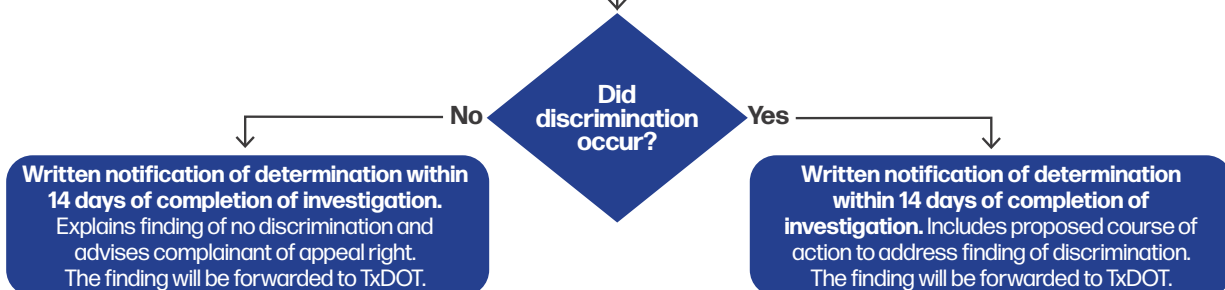 Did
discrimination
occur?
No
Yes
Written notification of determination within
14 days of completion of investigation.
Explains finding of no discrimination and
advises complainant of appeal right.
The finding will be forwarded to TxDOT.
Written notification of determination
within 14 days of completion of
investigation. Includes proposed course of
action to address finding of discrimination.
The finding will be forwarded to TxDOT.